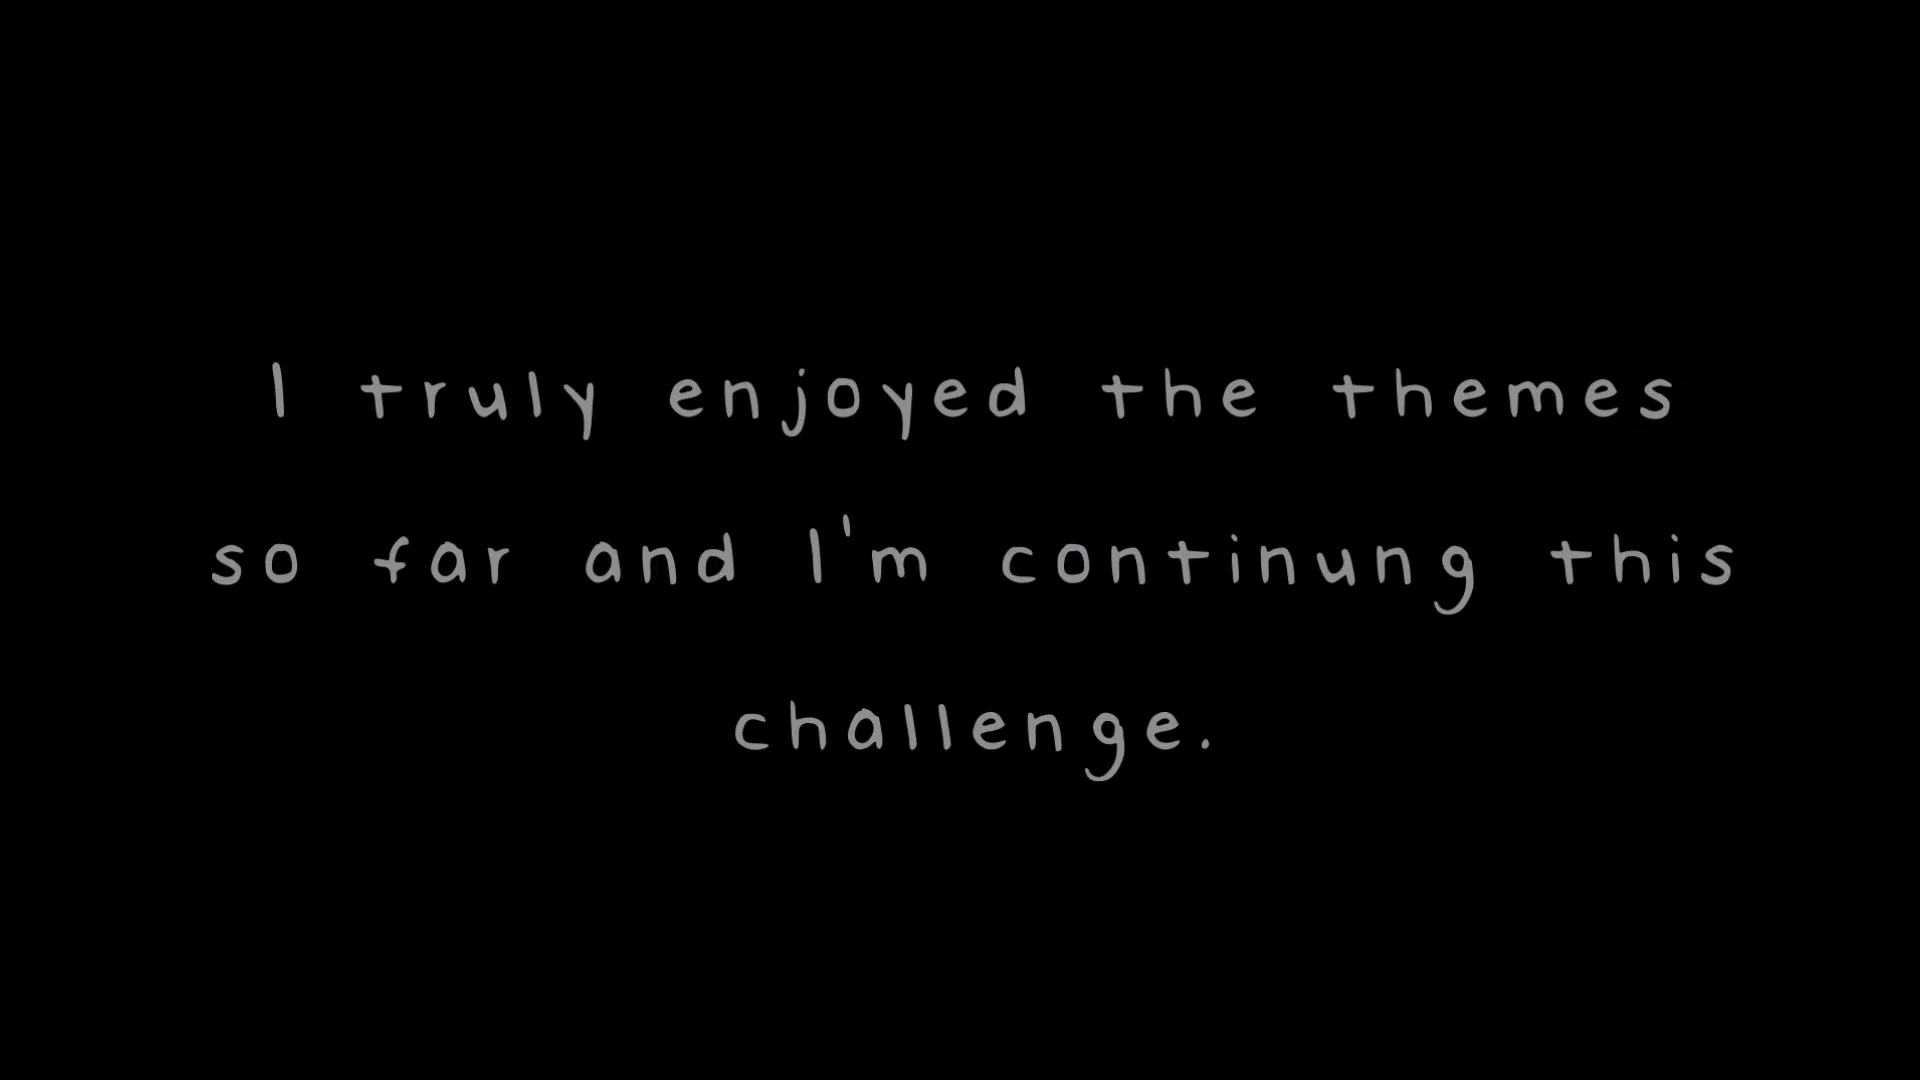 I truly enjoyed the themes
so far and I'm continung this
challenge.